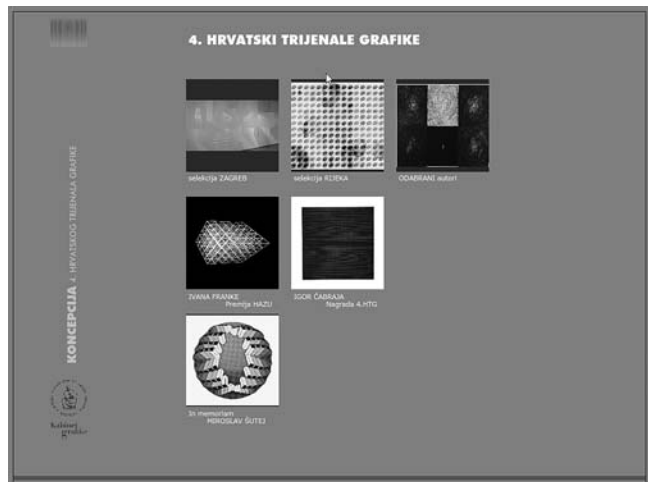 4. HRVATSKI TRIJENALE GRAFIKE
selekcija ZAGREB
selekcija RIJEKA
ODABRANI autori
IVANA FRANKE
Premija HAZU
IGOR ČABRAJA
Nagrada 4.HTG
In memoriam
MIROSLAV ŠUTEJ
KONCEPCIJA 4. HRVATSKOG TRIJENALA GRAFIKE
Kabinet
grafike